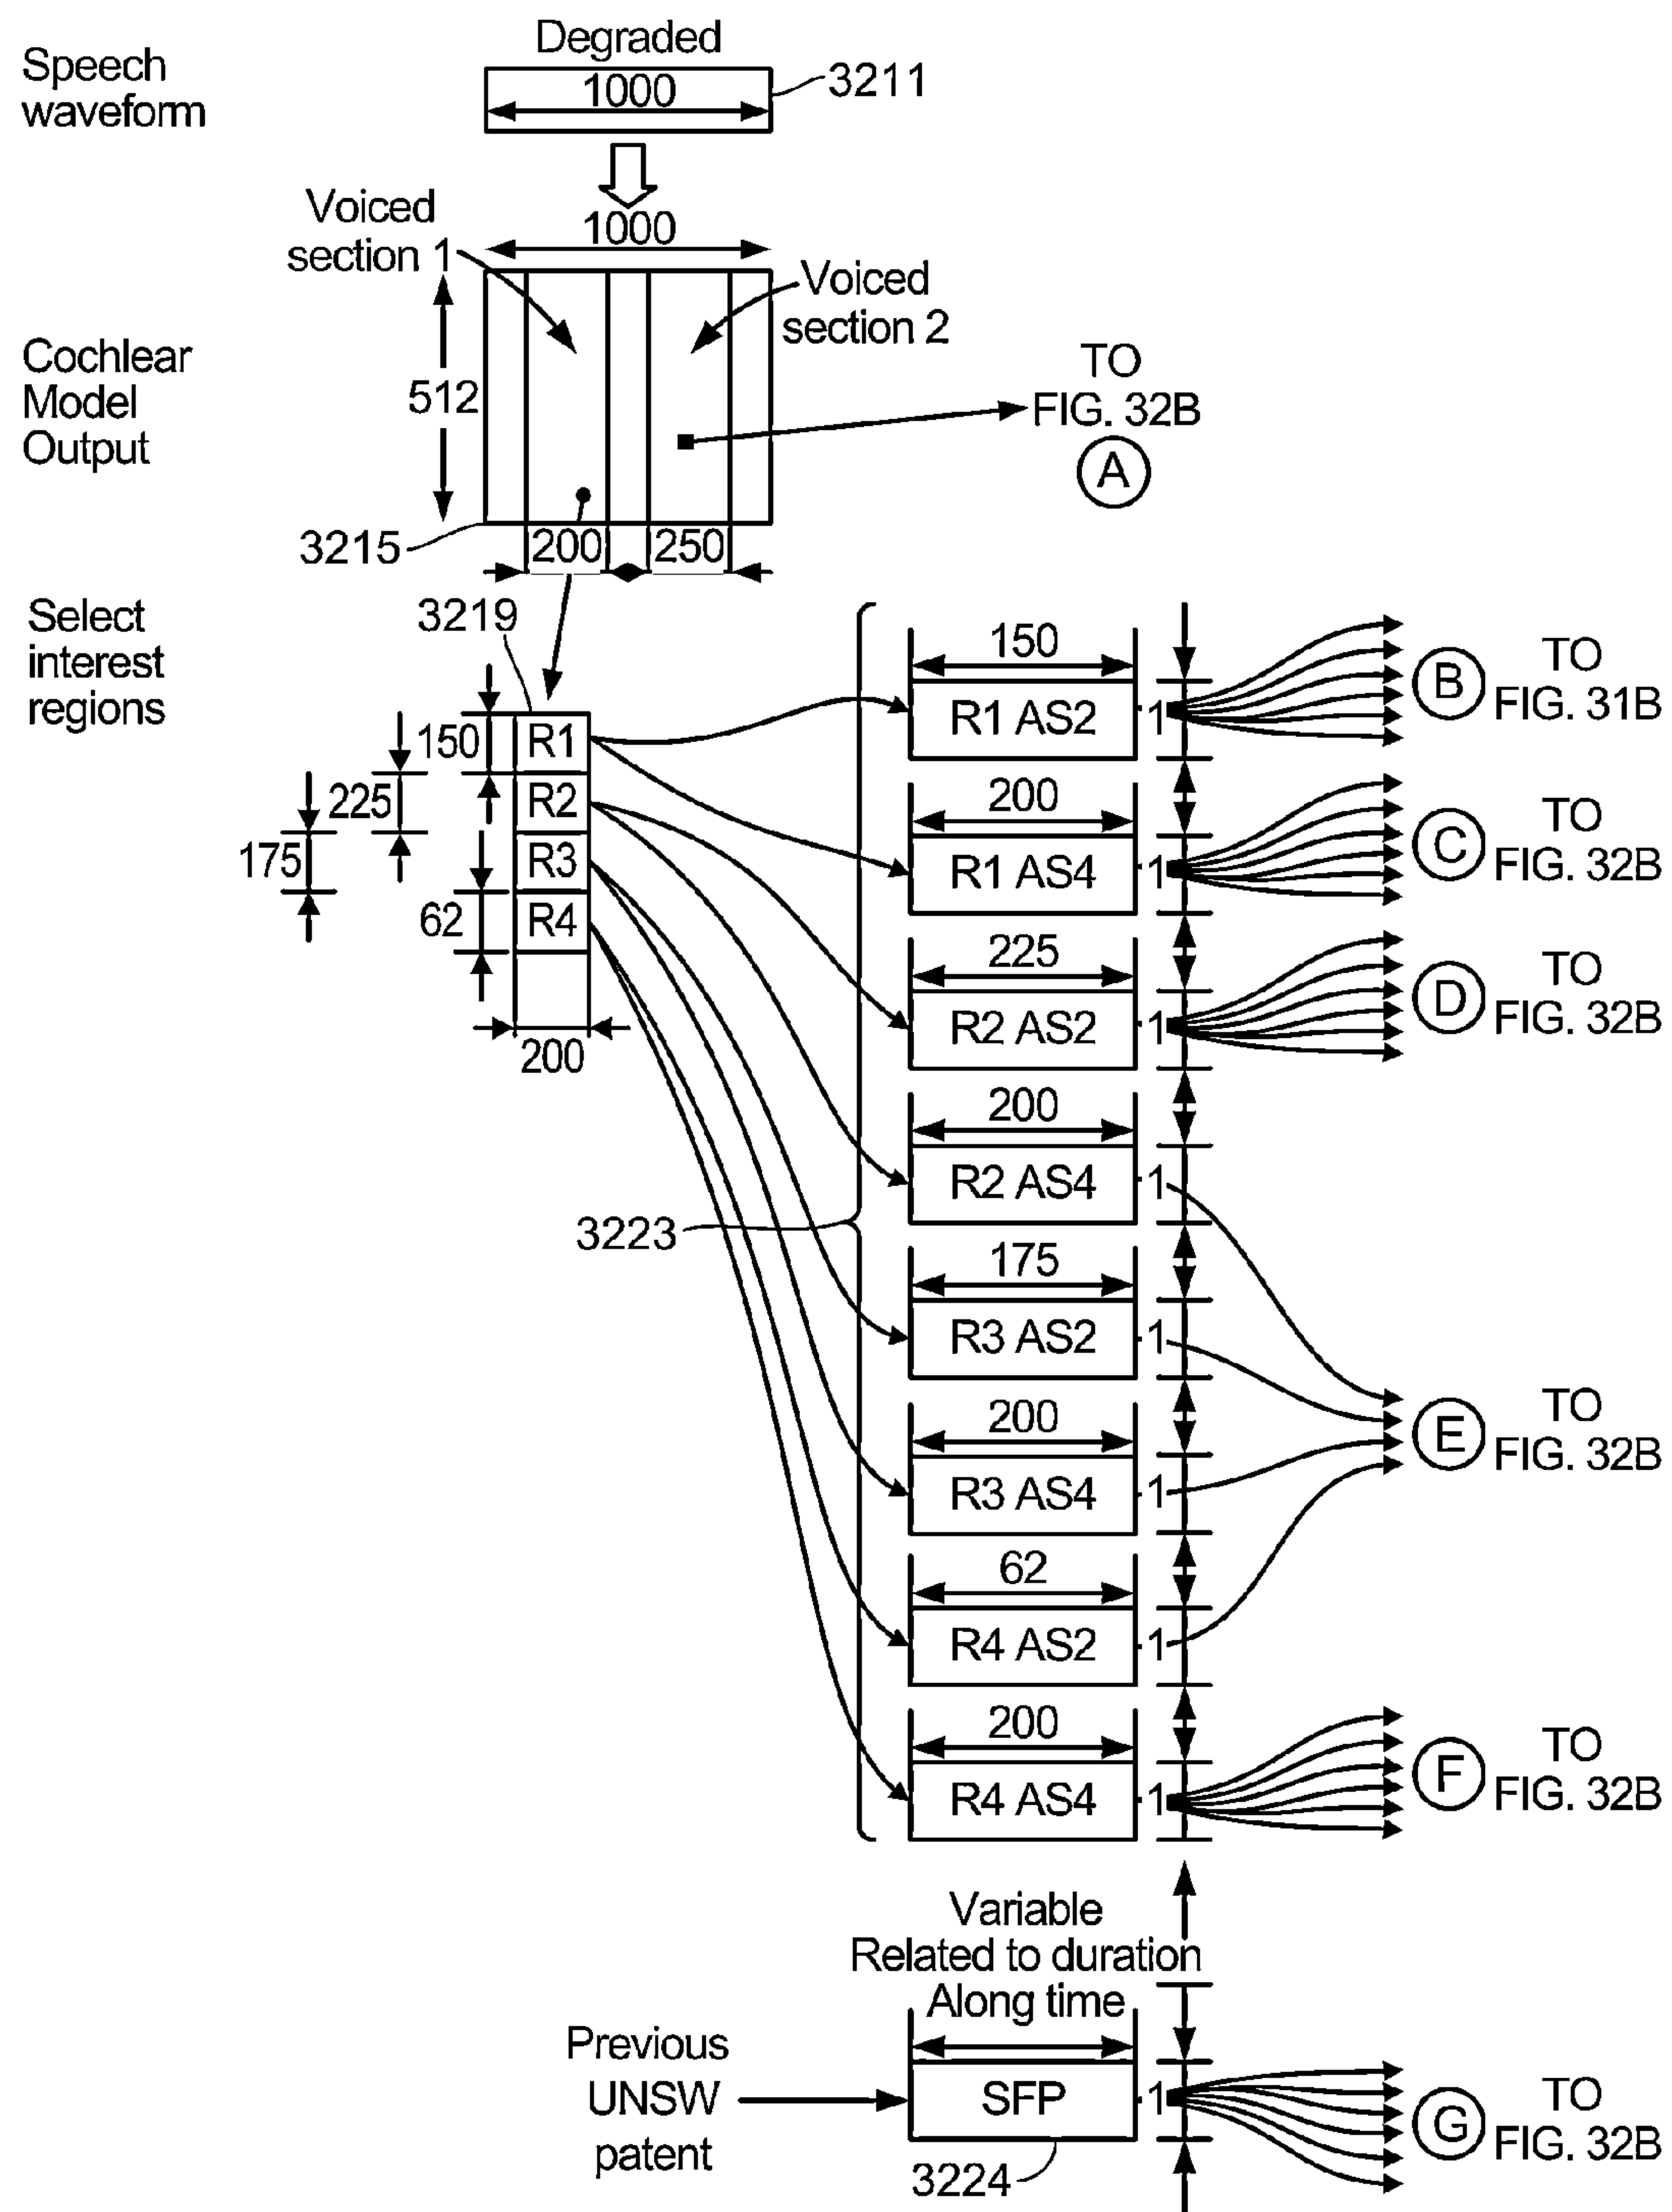 Speech
waveform
Degraded
1000
3211
Voiced
section 1
1000
Voiced
section 2
Cochlear
Model
Output
512
TO
FIG. 32B
A
3215
200
250
Select
interest
regions
3219
150
225
175
62
R1
R2
R3
R4
200
3223
150
R1 AS2
1
B
TO
FIG. 31B
200
R1 AS4
1
C
TO
FIG. 32B
225
R2 AS2
1
D
TO
FIG. 32B
200
R2 AS4
1
175
R3 AS2
1
200
R3 AS4
1
E
TO
FIG. 32B
62
R4 AS2
1
200
R4 AS4
1
F
TO
FIG. 32B
Variable
Related to duration
Along time
Previous
UNSW
patent
SFP
1
3224
G
TO
FIG. 32B